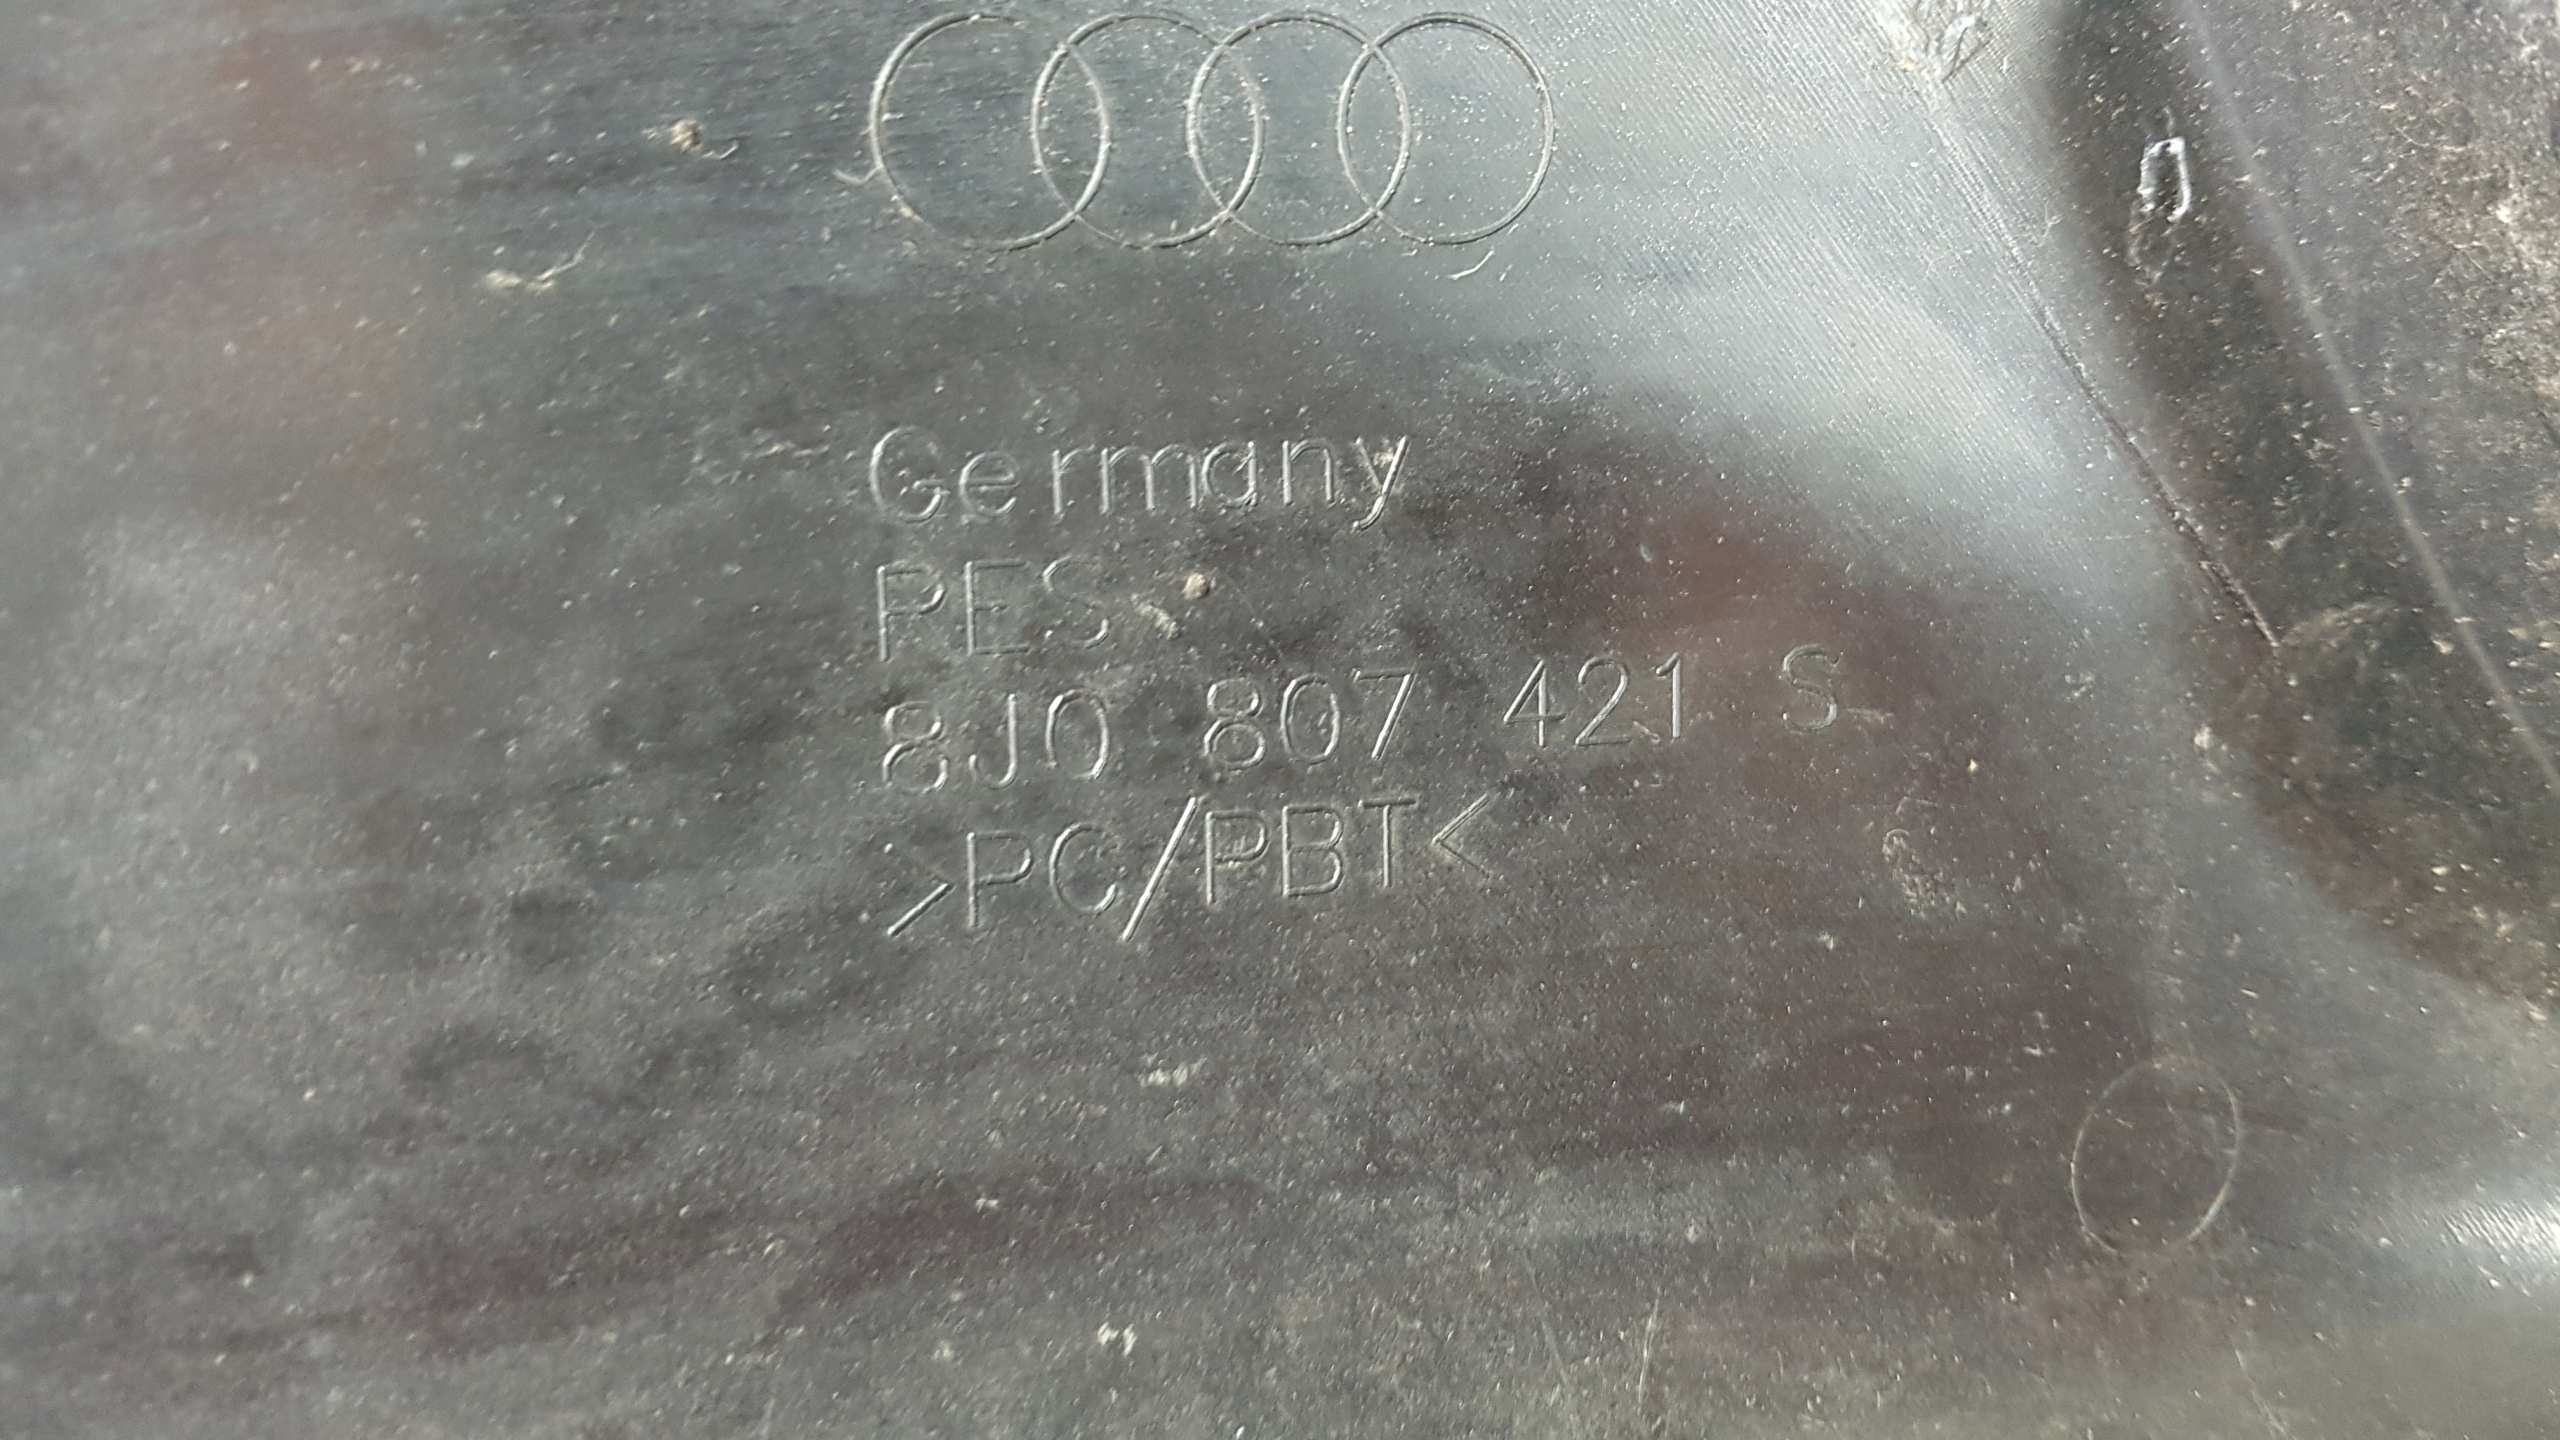 Germany
PES
8J0 807 421 S
>PC/PBT<